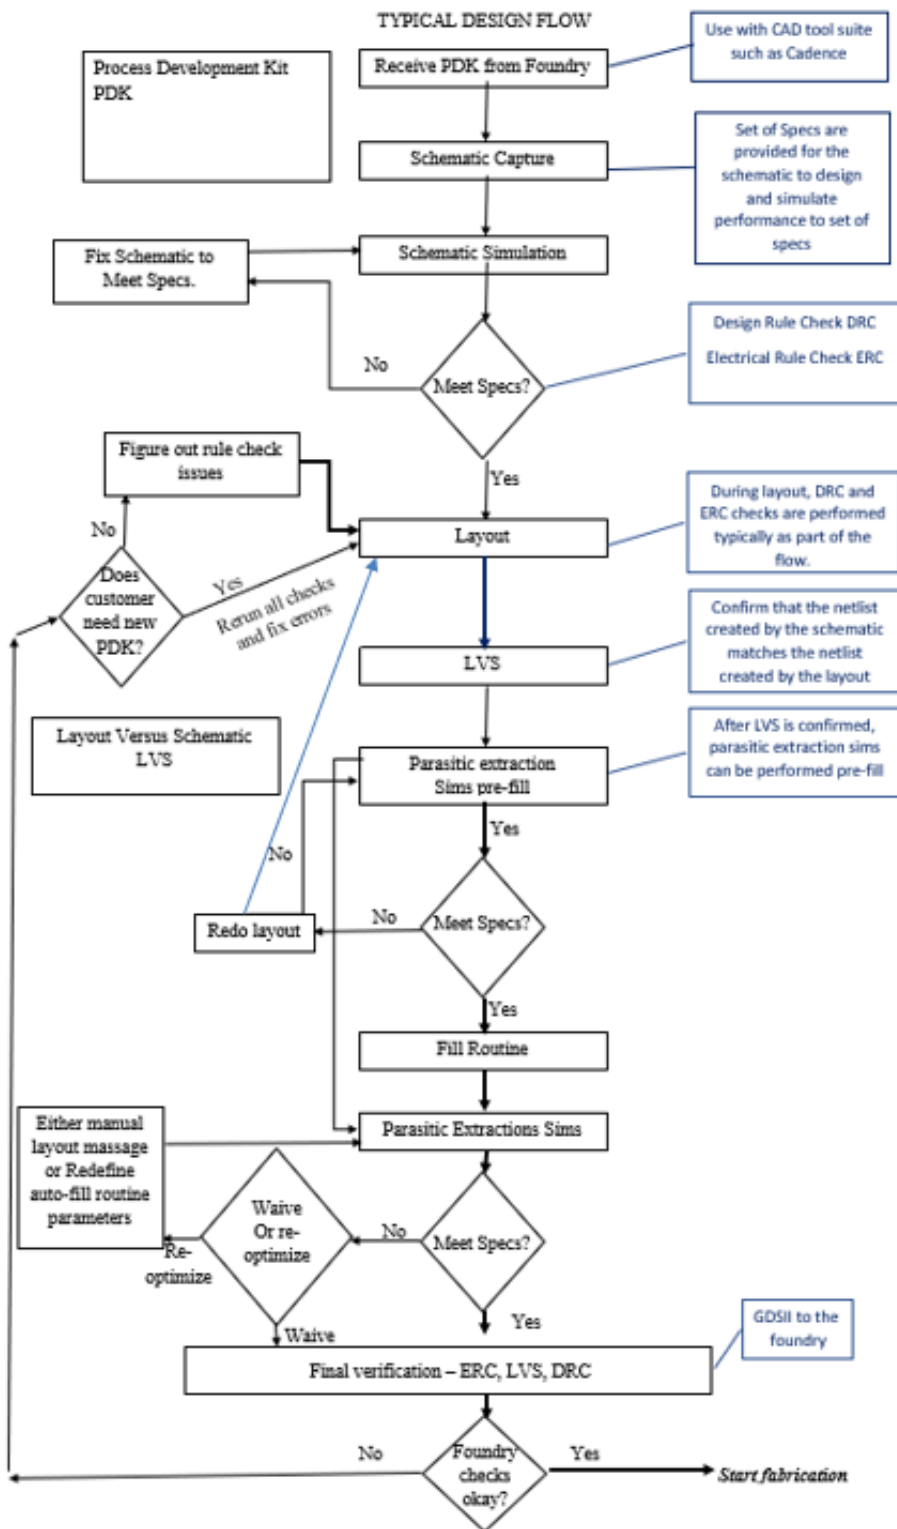 TYPICAL DESIGN FLOW
Use with CAD tool suite
such as Cadence
Process Development Kit
PDK
Receive PDK from Foundry
Schematic Capture
Set of Specs are
provided for the
schematic to design
and simulate
performance to set of
specs
Fix Schematic to
Meet Specs.
Schematic Simulation
Design Rule Check DRC
Electrical Rule Check ERC
No
Meet Specs?
Figure out rule check
issues
Yes
No
Layout
During layout, DRC and
ERC checks are performed
typically as part of the
flow.
Does
customer
need new
PDK?
Yes
Rerun all checks
and fix errors
LVS
Confirm that the netlist
created by the schematic
matches the netlist
created by the layout
Layout Versus Schematic
LVS
Parasitic extraction
Sims pre-fill
After LVS is confirmed,
parasitic extraction sims
can be performed pre-fill
Yes
No
Redo layout
No
Meet Specs?
Yes
Fill Routine
Either manual
layout massage
or Redefine
auto-fill routine
parameters
Parasitic Extractions Sims
Waive
Or re-
optimize
No
Meet Specs?
Re-
optimize
Waive
Yes
GDSII to the
foundry
Final verification – ERC, LVS, DRC
No
Foundry
checks
okay?
Yes
Start fabrication